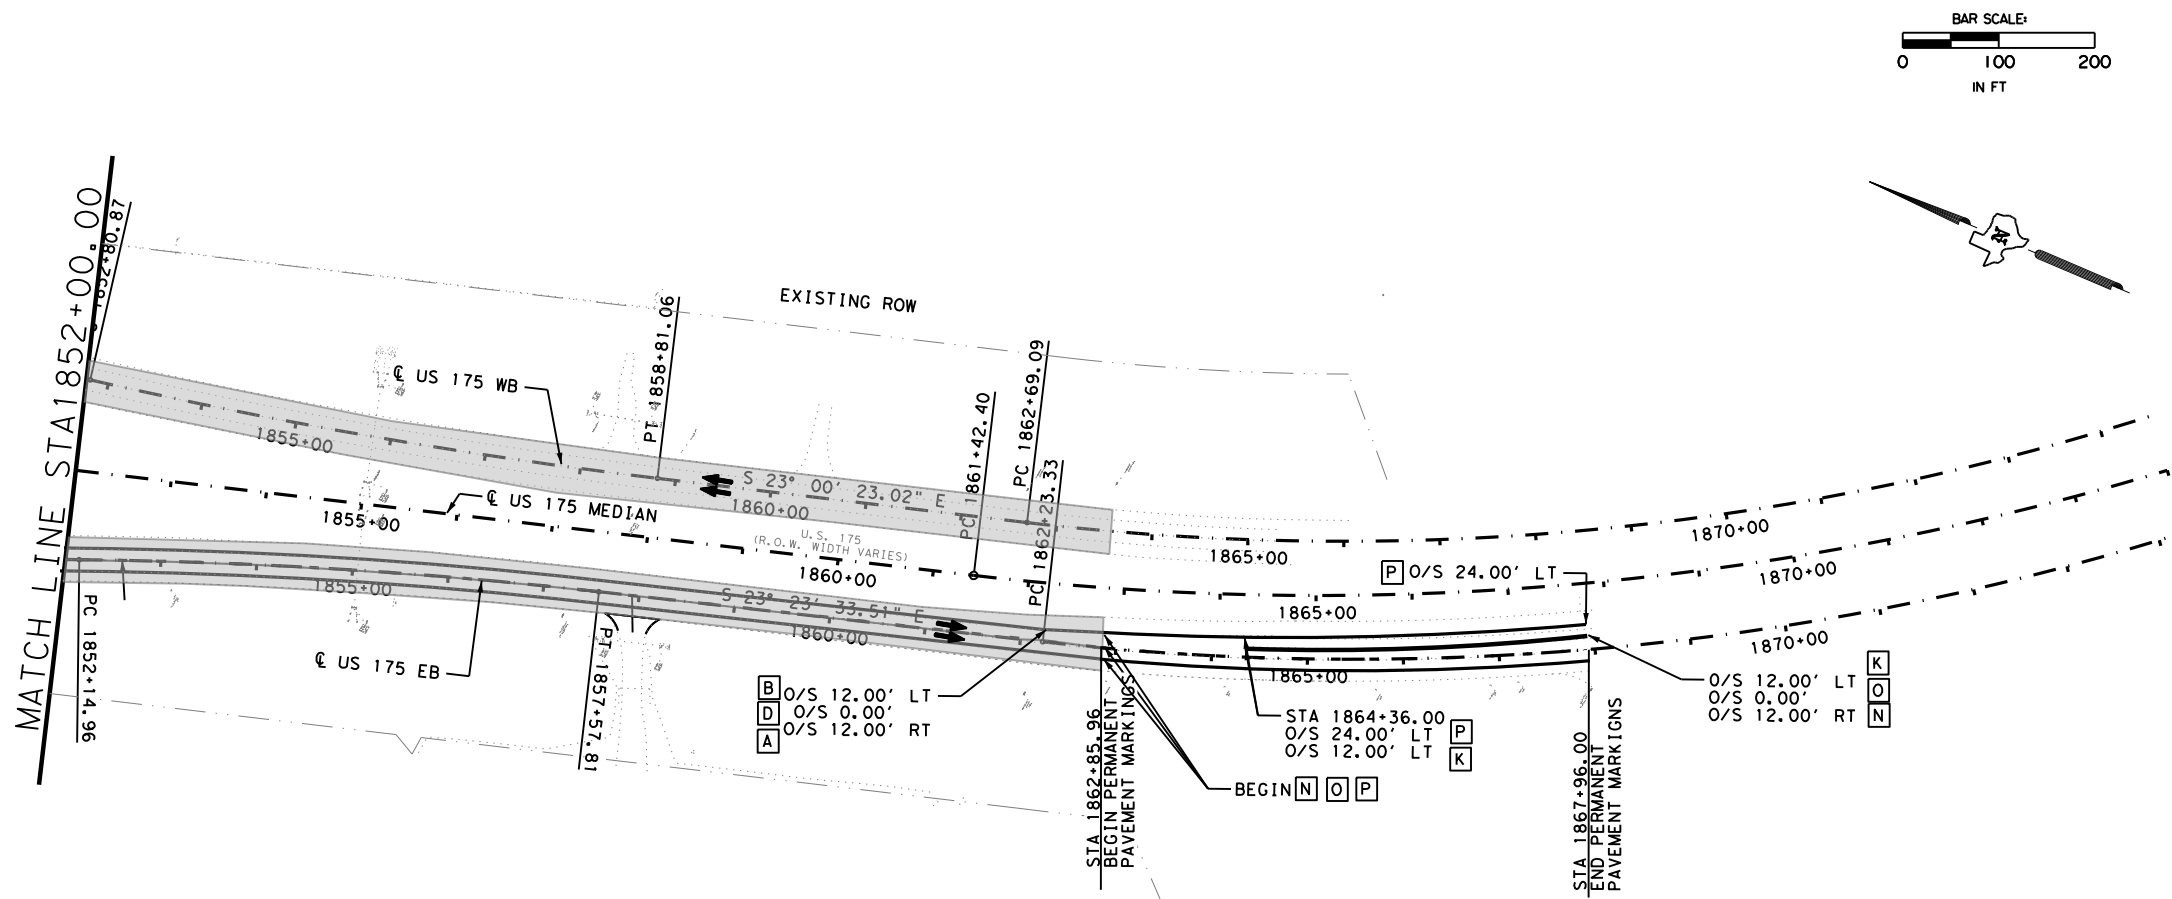 BAR SCALE:
0 100 200
IN FT
N
MATCH LINE STA1852+00.00
1852+80.87
EXISTING ROW
℄ US 175 WB
PT 1858+81.06
PC 1862+69.09
PC 1861+42.40
PC 1862+23.33
1855+00
S 23° 00' 23.02" E
1860+00
1865+00
1870+00
℄ US 175 MEDIAN
1855+00
U.S. 175
(R.O.W. WIDTH VARIES)
1860+00
1865+00
1870+00
P O/S 24.00' LT
1855+00
S 23° 23' 33.51" E
1860+00
1865+00
1870+00
℄ US 175 EB
PC 1852+14.96
PT 1857+57.81
B O/S 12.00' LT
D O/S 0.00'
A O/S 12.00' RT
STA 1862+85.96
BEGIN PERMANENT
PAVEMENT MARKINGS
STA 1864+36.00
O/S 24.00' LT P
O/S 12.00' LT K
BEGIN N O P
O/S 12.00' LT K
O/S 0.00' O
O/S 12.00' RT N
STA 1867+96.00
END PERMANENT
PAVEMENT MARKIGNS